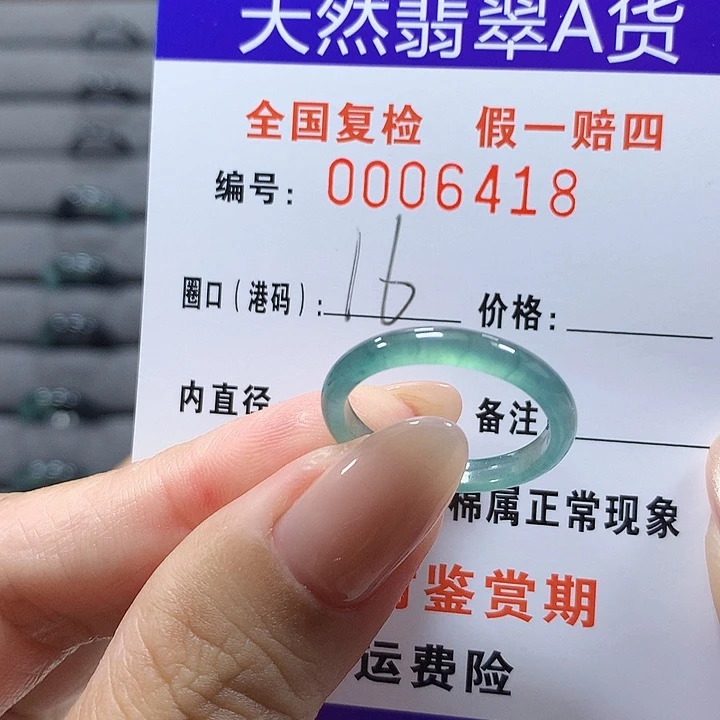 天然翡翠A货
全国复检 假一赔四
编号: 0006418
圈口(港码): 16 价格:
内直径 备注
棉属正常现象
鉴赏期
运费险